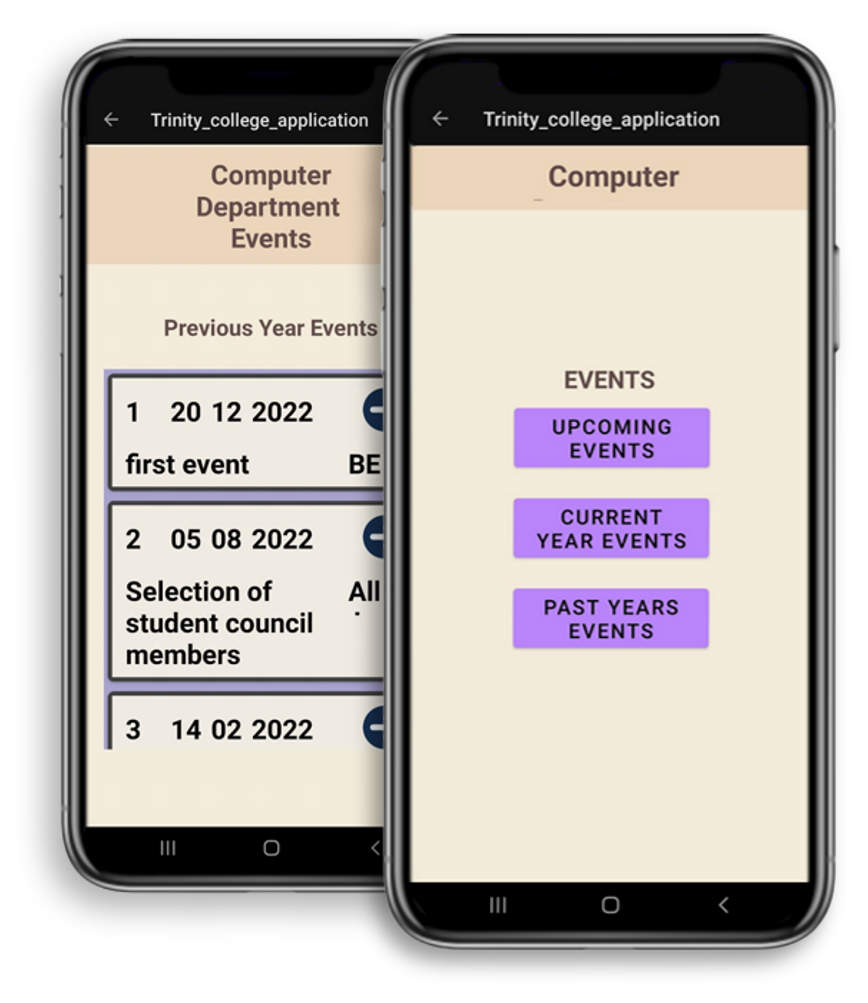 Trinity_college_application
Computer
Department
Events
Previous Year Events
1 20 12 2022
first event BE
2 05 08 2022
Selection of All
student council
members
3 14 02 2022
Trinity_college_application
Computer
EVENTS
UPCOMING
EVENTS
CURRENT
YEAR EVENTS
PAST YEARS
EVENTS